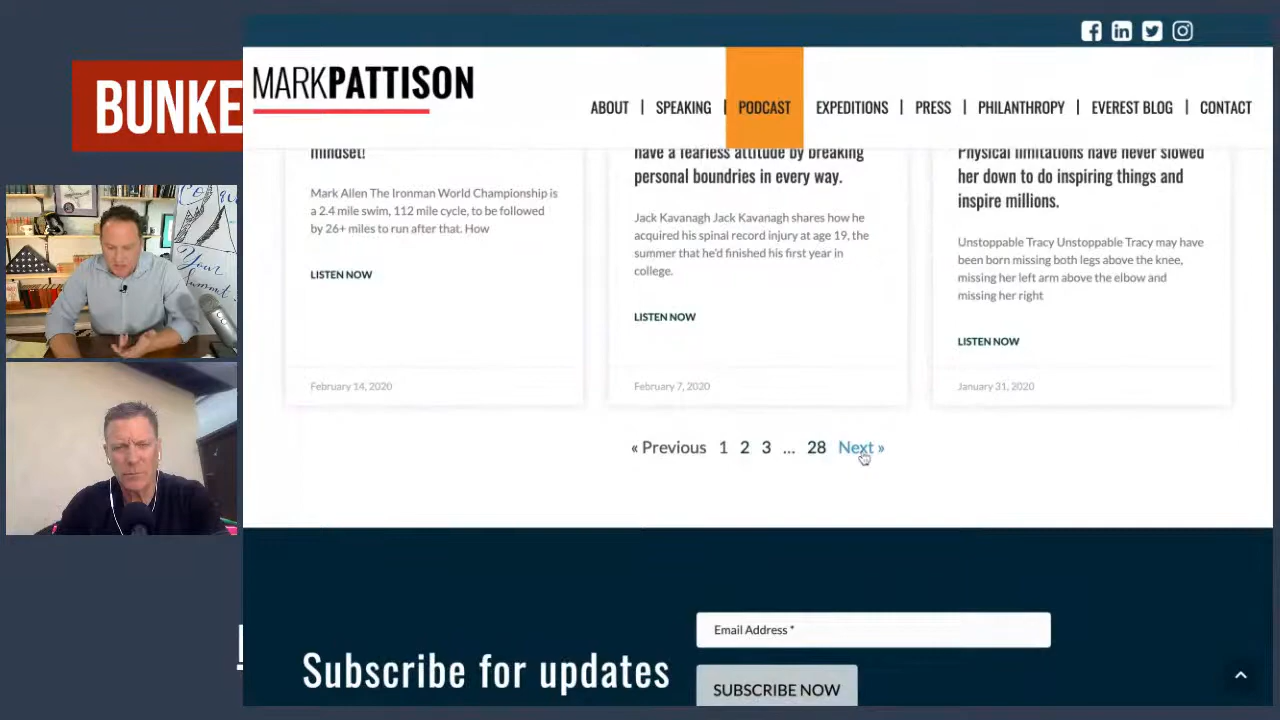 BUNKE
MARKPATTISON
ABOUT | SPEAKING | PODCAST | EXPEDITIONS | PRESS | PHILANTHROPY | EVEREST BLOG | CONTACT
mindset!
Mark Allen The Ironman World Championship is
a 2.4 mile swim, 112 mile cycle, to be followed
by 26+ miles to run after that. How
LISTEN NOW
February 14, 2020
have a fearless attitude by breaking
personal boundries in every way.
Jack Kavanagh Jack Kavanagh shares how he
acquired his spinal record injury at age 19, the
summer that he'd finished his first year in
college.
LISTEN NOW
February 7, 2020
Physical limitations have never slowed
her down to do inspiring things and
inspire millions.
Unstoppable Tracy Unstoppable Tracy may have
been born missing both legs above the knee,
missing her left arm above the elbow and
missing her right
LISTEN NOW
January 31, 2020
« Previous 1 2 3 ... 28 Next »
Subscribe for updates
Email Address *
SUBSCRIBE NOW
Your
Summit